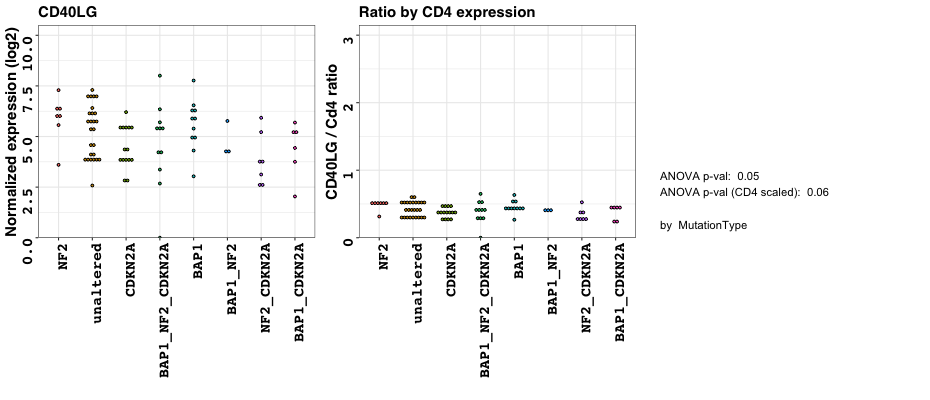 CD40LG
Normalized expression (log2)
10.0
7.5
5.0
2.5
0.0
NF2
unaltered
CDKN2A
BAP1_NF2_CDKN2A
BAP1
BAP1_NF2
NF2_CDKN2A
BAP1_CDKN2A
Ratio by CD4 expression
CD40LG / Cd4 ratio
3
2
1
0
NF2
unaltered
CDKN2A
BAP1_NF2_CDKN2A
BAP1
BAP1_NF2
NF2_CDKN2A
BAP1_CDKN2A
ANOVA p-val: 0.05
ANOVA p-val (CD4 scaled): 0.06
by MutationType